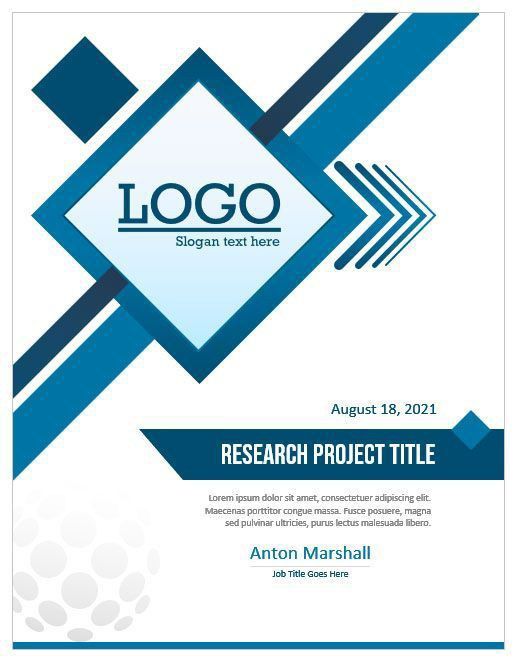 LOGO
Slogan text here
August 18, 2021
RESEARCH PROJECT TITLE
Lorem ipsum dolor sit amet, consectetuer adipiscing elit.
Maecenas porttitor congue massa. Fusce posuere, magna
sed pulvinar ultricies, purus lectus malesuada libero.
Anton Marshall
Job Title Goes Here